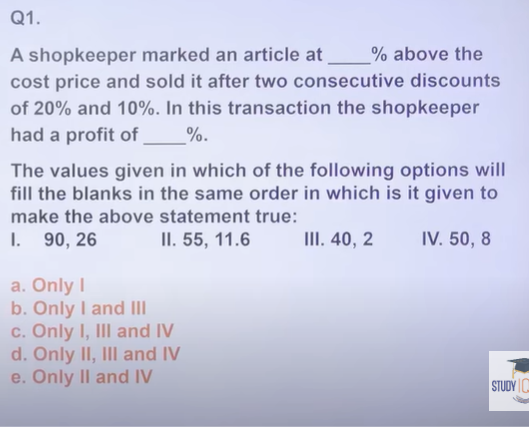 Q1.
A shopkeeper marked an article at ____% above the
cost price and sold it after two consecutive discounts
of 20% and 10%. In this transaction the shopkeeper
had a profit of ____%.
The values given in which of the following options will
fill the blanks in the same order in which is it given to
make the above statement true:
I. 90, 26 II. 55, 11.6 III. 40, 2 IV. 50, 8
a. Only I
b. Only I and III
c. Only I, III and IV
d. Only II, III and IV
e. Only II and IV
STUDY IQ